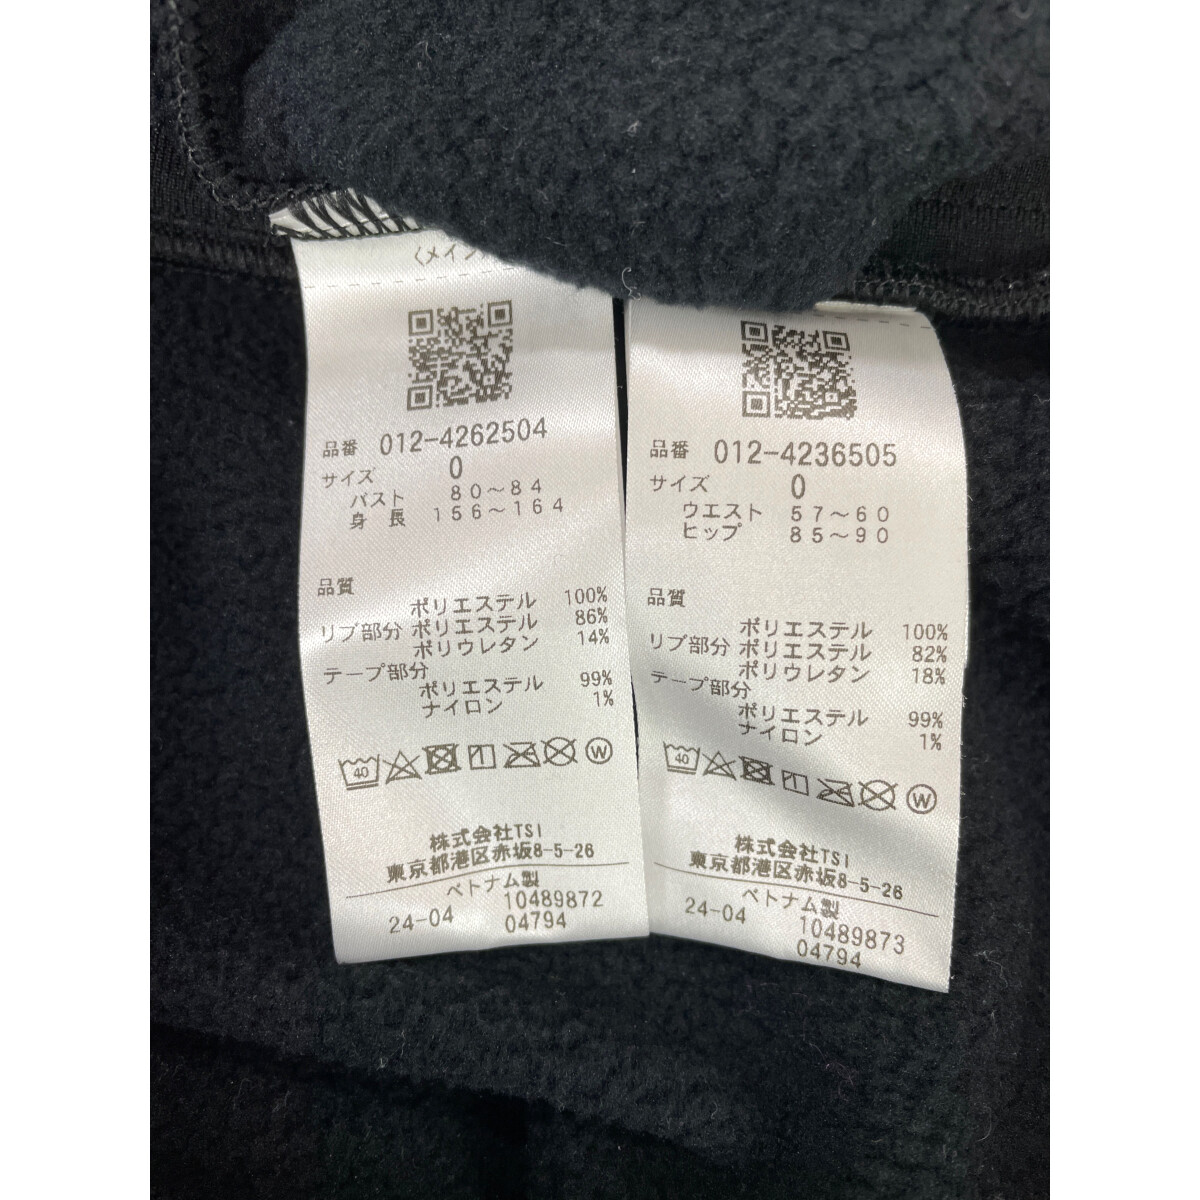 品番 012-4262504
サイズ 0
バスト 80～84
身長 156～164
品質
ポリエステル 100%
リブ部分 ポリエステル 86%
ポリウレタン 14%
テープ部分
ポリエステル 99%
ナイロン 1%
40 W
株式会社TSI
東京都港区赤坂8-5-26
ベトナム製
24-04 10489872
04794
品番 012-4236505
サイズ 0
ウエスト 57～60
ヒップ 85～90
品質
ポリエステル 100%
リブ部分 ポリエステル 82%
ポリウレタン 18%
テープ部分
ポリエステル 99%
ナイロン 1%
40 W
株式会社TSI
東京都港区赤坂8-5-26
ベトナム製
24-04 10489873
04794